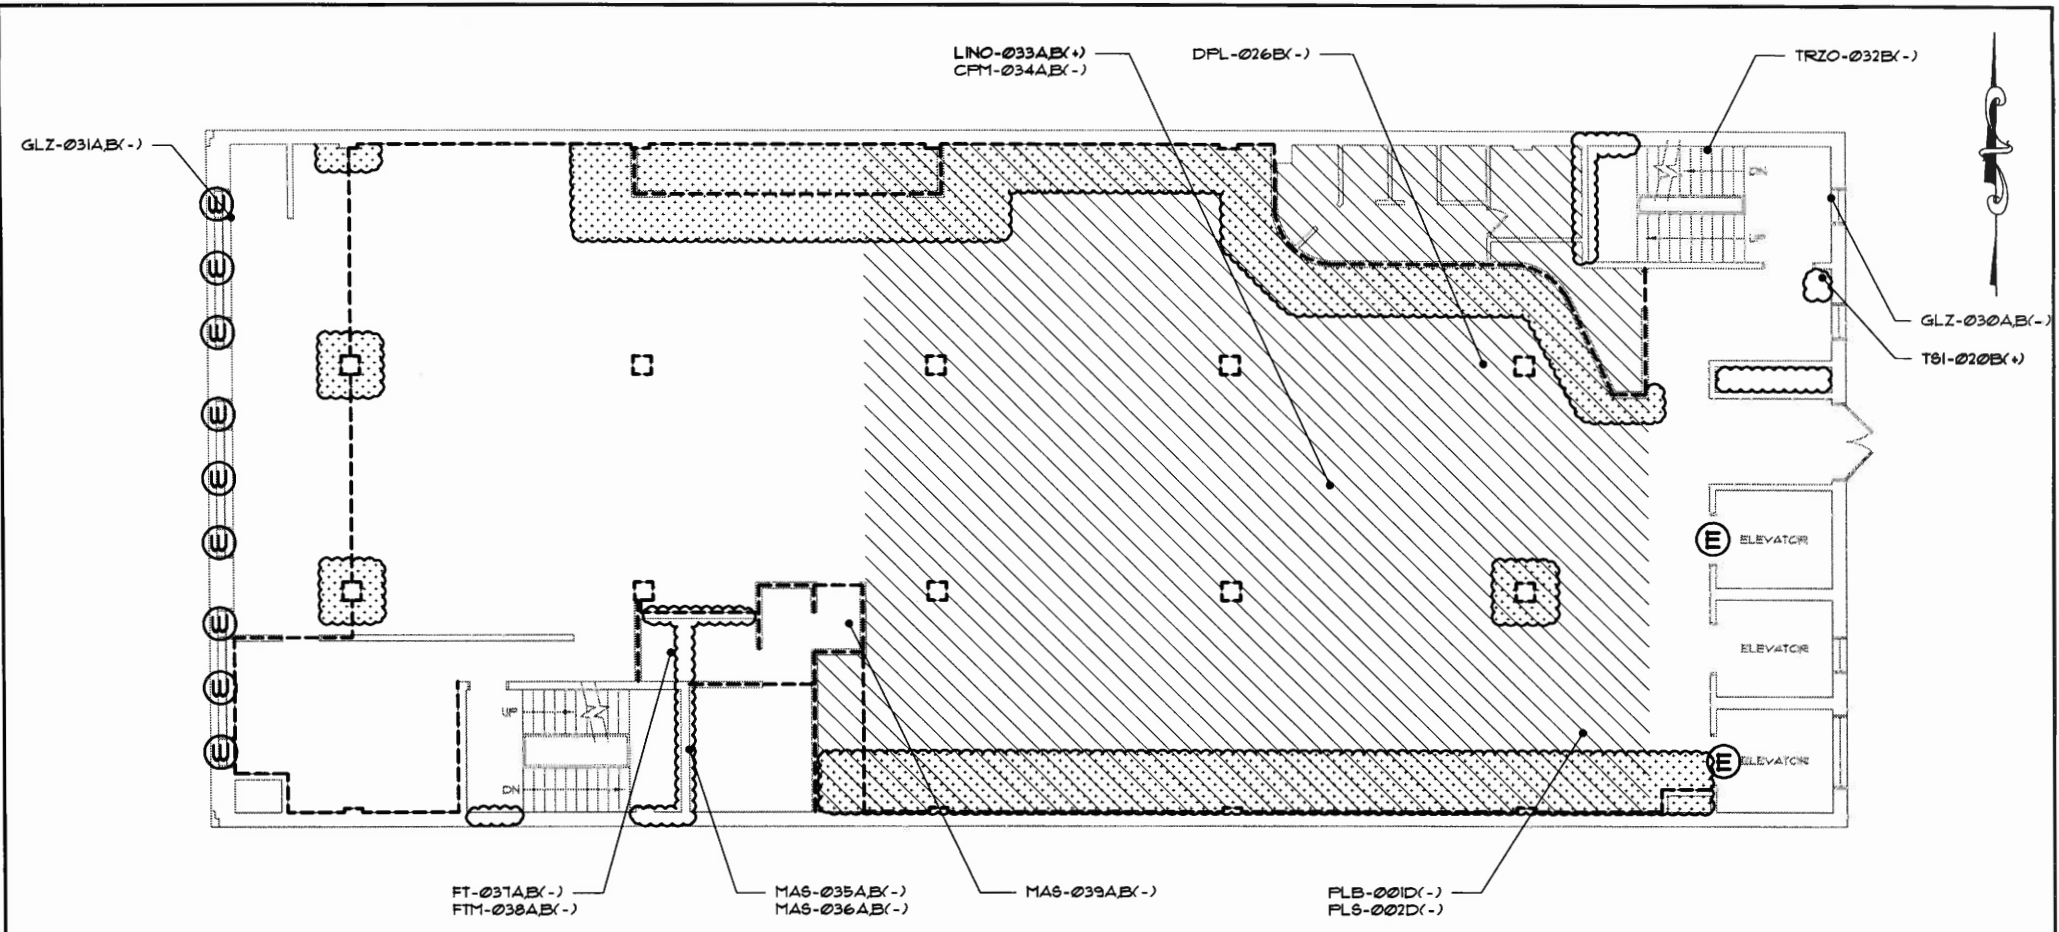 LINO-033A,B(+)
CPM-034A,B(-)
DPL-026B(-)
TRZO-032B(-)
GLZ-031A,B(-)
W
W
W
W
W
W
W
W
W
DN
UP
GLZ-030A,B(-)
TSI-020B(+)
E
ELEVATOR
ELEVATOR
E
ELEVATOR
UP
DN
FT-037A,B(-)
FTM-038A,B(-)
MAS-035A,B(-)
MAS-036A,B(-)
MAS-039A,B(-)
PLB-001D(-)
PLS-002D(-)